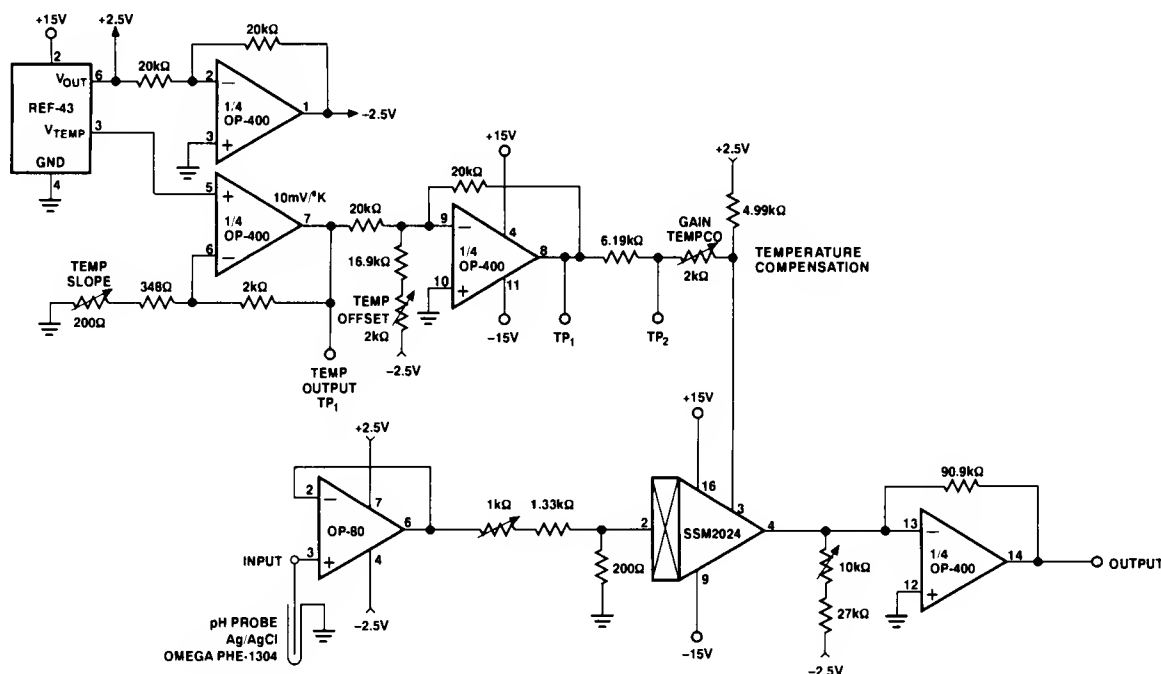 +15V
+2.5V
2
VOUT
6
REF-43
VTEMP
3
GND
4
20kΩ
20kΩ
2
−
1/4
OP-400
3
+
1
−2.5V
5
+
10mV/°K
1/4
OP-400
7
6
−
TEMP
SLOPE
200Ω
348Ω
2kΩ
TEMP
OUTPUT
TP1
20kΩ
16.9kΩ
TEMP
OFFSET
2kΩ
−2.5V
20kΩ
+15V
9
−
4
1/4
OP-400
8
10
+
11
−15V
TP1
6.19kΩ
TP2
GAIN
TEMPCO
2kΩ
+2.5V
4.99kΩ
TEMPERATURE
COMPENSATION
+2.5V
2
−
7
OP-80
6
3
+
4
INPUT
−2.5V
pH PROBE
Ag/AgCl
OMEGA PHE-1304
1kΩ
1.33kΩ
200Ω
+15V
16
2
SSM2024
3
4
9
−15V
10kΩ
27kΩ
−2.5V
90.9kΩ
13
−
1/4
OP-400
14
12
+
OUTPUT